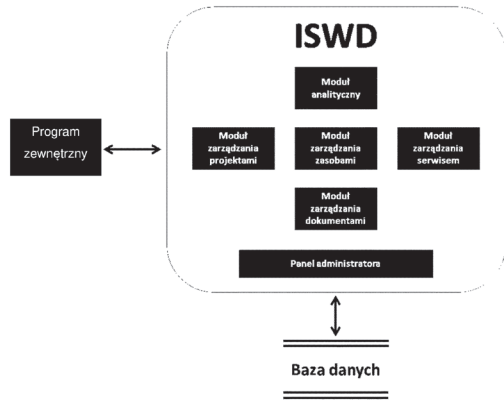 ISWD
Moduł
analityczny
Program
zewnętrzny
Moduł
zarządzania
projektami
Moduł
zarządzania
zasobami
Moduł
zarządzania
serwisem
Moduł
zarządzania
dokumentami
Panel administratora
Baza danych